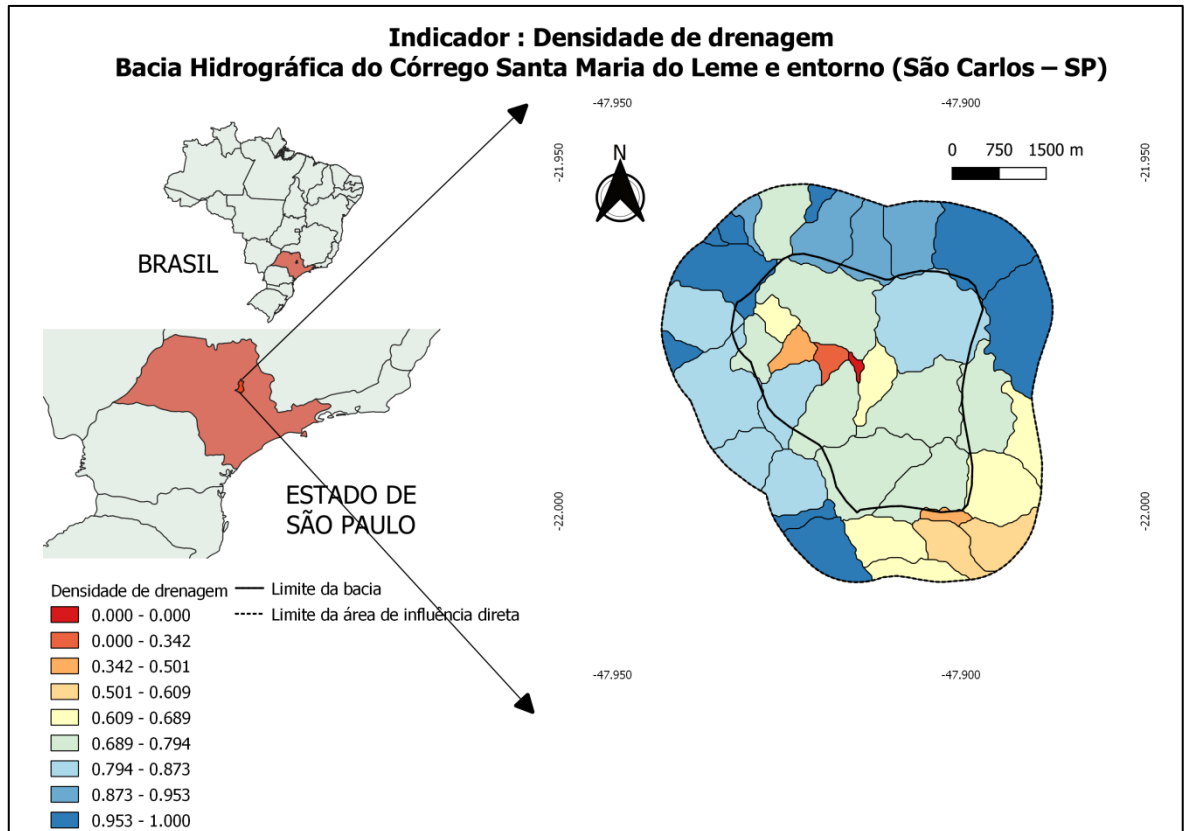 Indicador : Densidade de drenagem
Bacia Hidrográfica do Córrego Santa Maria do Leme e entorno (São Carlos – SP)
-47.950
-47.900
-21.950
-21.950
N
0 750 1500 m
BRASIL
ESTADO DE
SÃO PAULO
-22.000
-22.000
-47.950
-47.900
Densidade de drenagem
0.000 - 0.000
0.000 - 0.342
0.342 - 0.501
0.501 - 0.609
0.609 - 0.689
0.689 - 0.794
0.794 - 0.873
0.873 - 0.953
0.953 - 1.000
Limite da bacia
Limite da área de influência direta